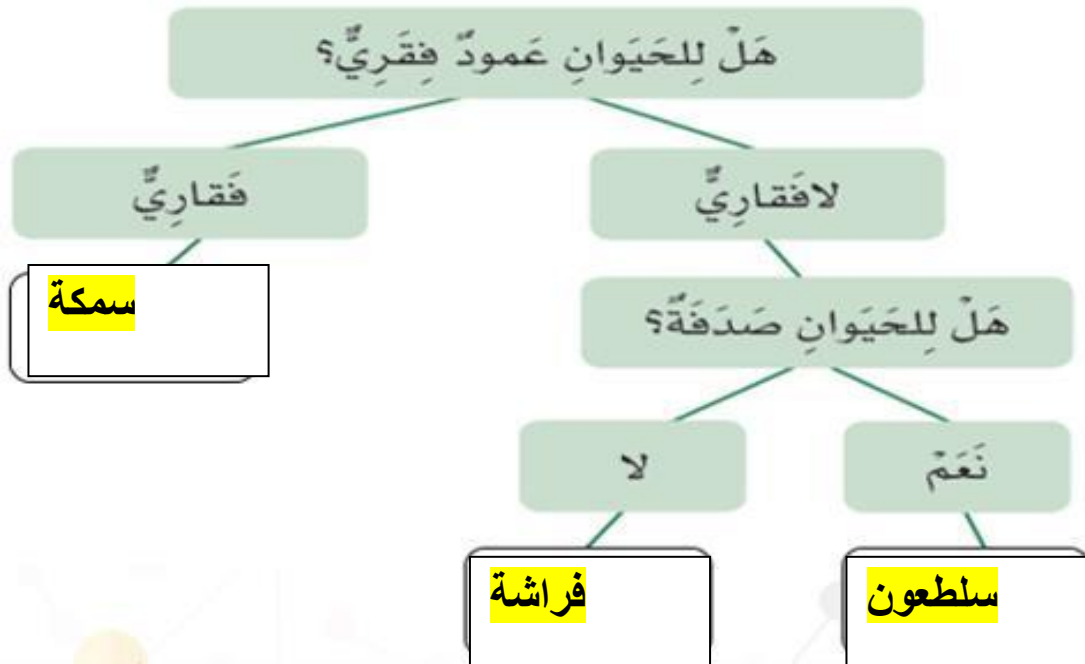 هَلْ لِلحَيَوانِ عَمودٌ فِقَرِيٌّ؟
لافَقارِيٌّ
فَقارِيٌّ
سمكة
هَلْ لِلحَيَوانِ صَدَفَةٌ؟
نَعَمْ
لا
سلطعون
فراشة